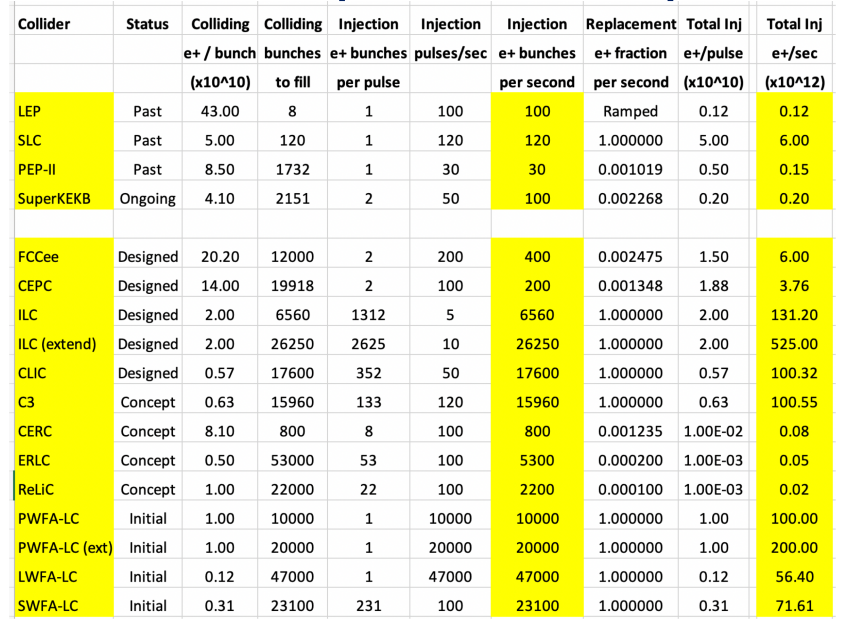 Collider Status Colliding Colliding Injection Injection Injection Replacement Total Inj Total Inj
e+ / bunch bunches e+ bunches pulses/sec e+ bunches e+ fraction e+/pulse e+/sec
(x10^10) to fill per pulse per second per second (x10^10) (x10^12)
LEP Past 43.00 8 1 100 100 Ramped 0.12 0.12
SLC Past 5.00 120 1 120 120 1.000000 5.00 6.00
PEP-II Past 8.50 1732 1 30 30 0.001019 0.50 0.15
SuperKEKB Ongoing 4.10 2151 2 50 100 0.002268 0.20 0.20
FCCee Designed 20.20 12000 2 200 400 0.002475 1.50 6.00
CEPC Designed 14.00 19918 2 100 200 0.001348 1.88 3.76
ILC Designed 2.00 6560 1312 5 6560 1.000000 2.00 131.20
ILC (extend) Designed 2.00 26250 2625 10 26250 1.000000 2.00 525.00
CLIC Designed 0.57 17600 352 50 17600 1.000000 0.57 100.32
C3 Concept 0.63 15960 133 120 15960 1.000000 0.63 100.55
CERC Concept 8.10 800 8 100 800 0.001235 1.00E-02 0.08
ERLC Concept 0.50 53000 53 100 5300 0.000200 1.00E-03 0.05
ReLiC Concept 1.00 22000 22 100 2200 0.000100 1.00E-03 0.02
PWFA-LC Initial 1.00 10000 1 10000 10000 1.000000 1.00 100.00
PWFA-LC (ext) Initial 1.00 20000 1 20000 20000 1.000000 1.00 200.00
LWFA-LC Initial 0.12 47000 1 47000 47000 1.000000 0.12 56.40
SWFA-LC Initial 0.31 23100 231 100 23100 1.000000 0.31 71.61